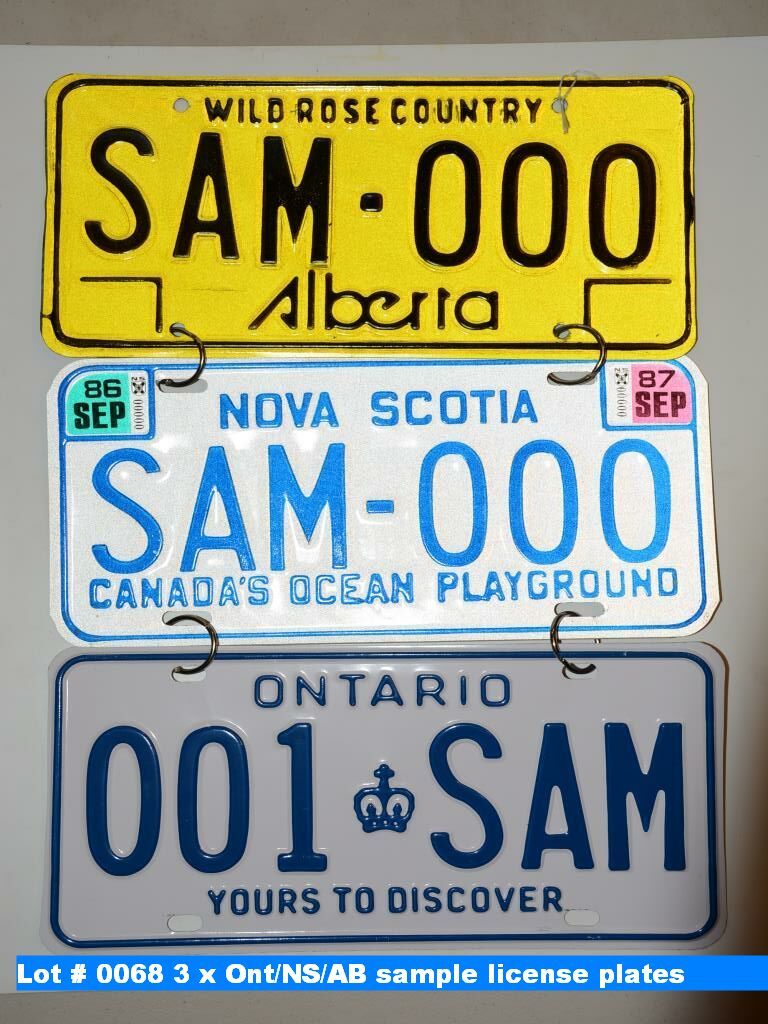 WILD ROSE COUNTRY
SAM-000
Alberta
86
SEP
87
SEP
NOVA SCOTIA
SAM-000
CANADA'S OCEAN PLAYGROUND
ONTARIO
001 SAM
YOURS TO DISCOVER
Lot # 0068 3 x Ont/NS/AB sample license plates